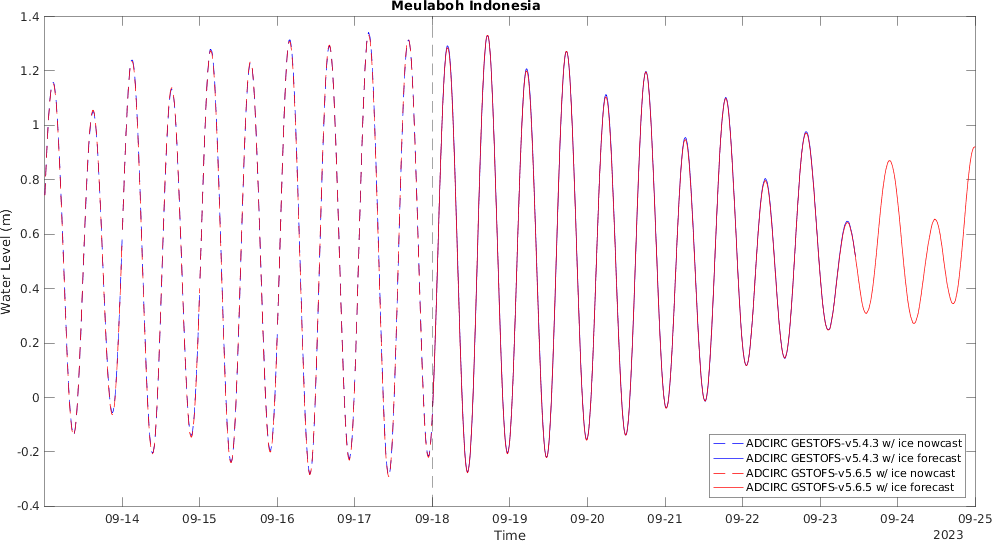 Meulaboh Indonesia
1.4
1.2
1
0.8
0.6
0.4
0.2
0
-0.2
-0.4
Water Level (m)
ADCIRC GESTOFS-v5.4.3 w/ ice nowcast
ADCIRC GESTOFS-v5.4.3 w/ ice forecast
ADCIRC GSTOFS-v5.6.5 w/ ice nowcast
ADCIRC GSTOFS-v5.6.5 w/ ice forecast
09-14 09-15 09-16 09-17 09-18 09-19 09-20 09-21 09-22 09-23 09-24 09-25
Time
2023